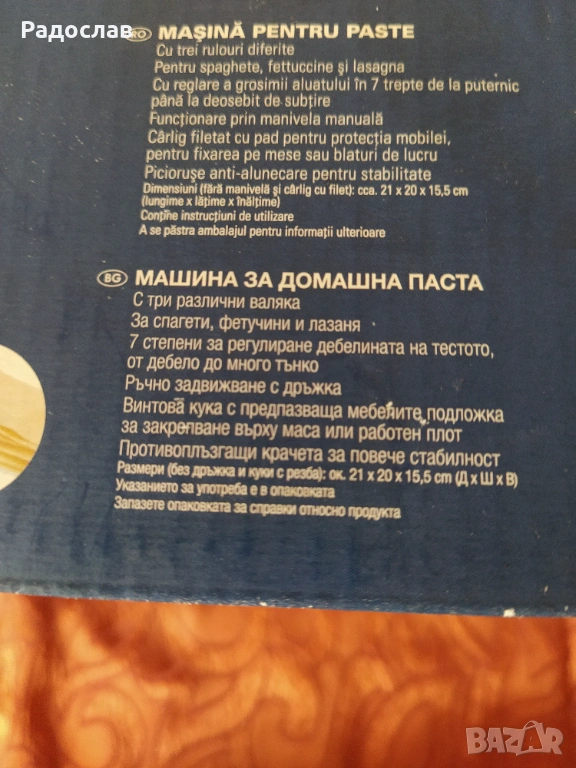 Радослав
RO MAŞINĂ PENTRU PASTE
Cu trei rulouri diferite
Pentru spaghete, fettuccine şi lasagna
Cu reglare a grosimii aluatului în 7 trepte de la puternic
până la deosebit de subţire
Funcţionare prin manivela manuală
Cârlig filetat cu pad pentru protecţia mobilei,
pentru fixarea pe mese sau blaturi de lucru
Picioruşe anti-alunecare pentru stabilitate
Dimensiuni (fără manivelă şi cârlig cu filet): cca. 21 x 20 x 15,5 cm
(lungime x lăţime x înălţime)
Conţine instrucţiuni de utilizare
A se păstra ambalajul pentru informaţii ulterioare
BG МАШИНА ЗА ДОМАШНА ПАСТА
С три различни валяка
За спагети, фетучини и лазаня
7 степени за регулиране дебелината на тестото,
от дебело до много тънко
Ръчно задвижване с дръжка
Винтова кука с предпазваща мебелите подложка
за закрепване върху маса или работен плот
Противоплъзгащи крачета за повече стабилност
Размери (без дръжка и куки с резба): ок. 21 x 20 x 15,5 cm (Д x Ш x В)
Указанието за употреба е в опаковката
Запазете опаковката за справки относно продукта
BAZAR